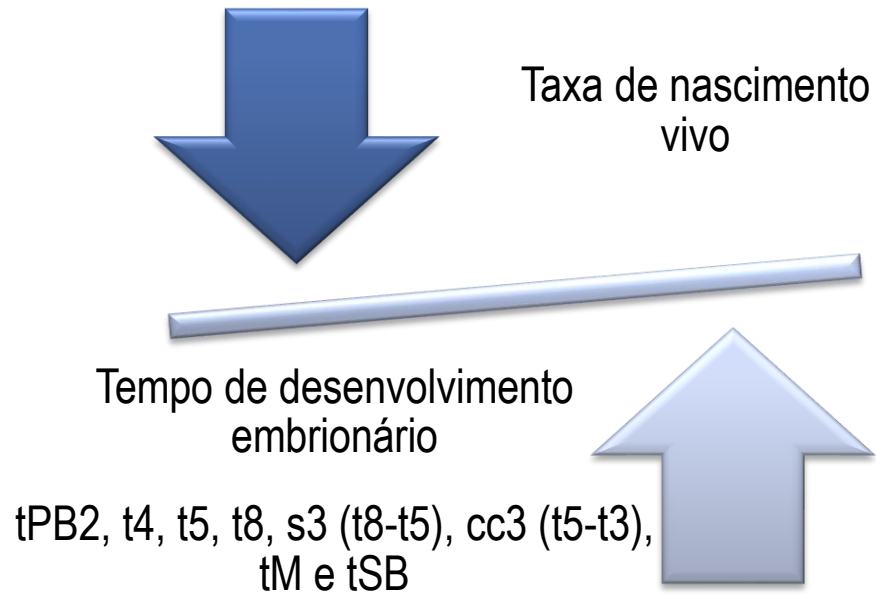 Taxa de nascimento
vivo
Tempo de desenvolvimento
embrionário
tPB2, t4, t5, t8, s3 (t8-t5), cc3 (t5-t3),
tM e tSB